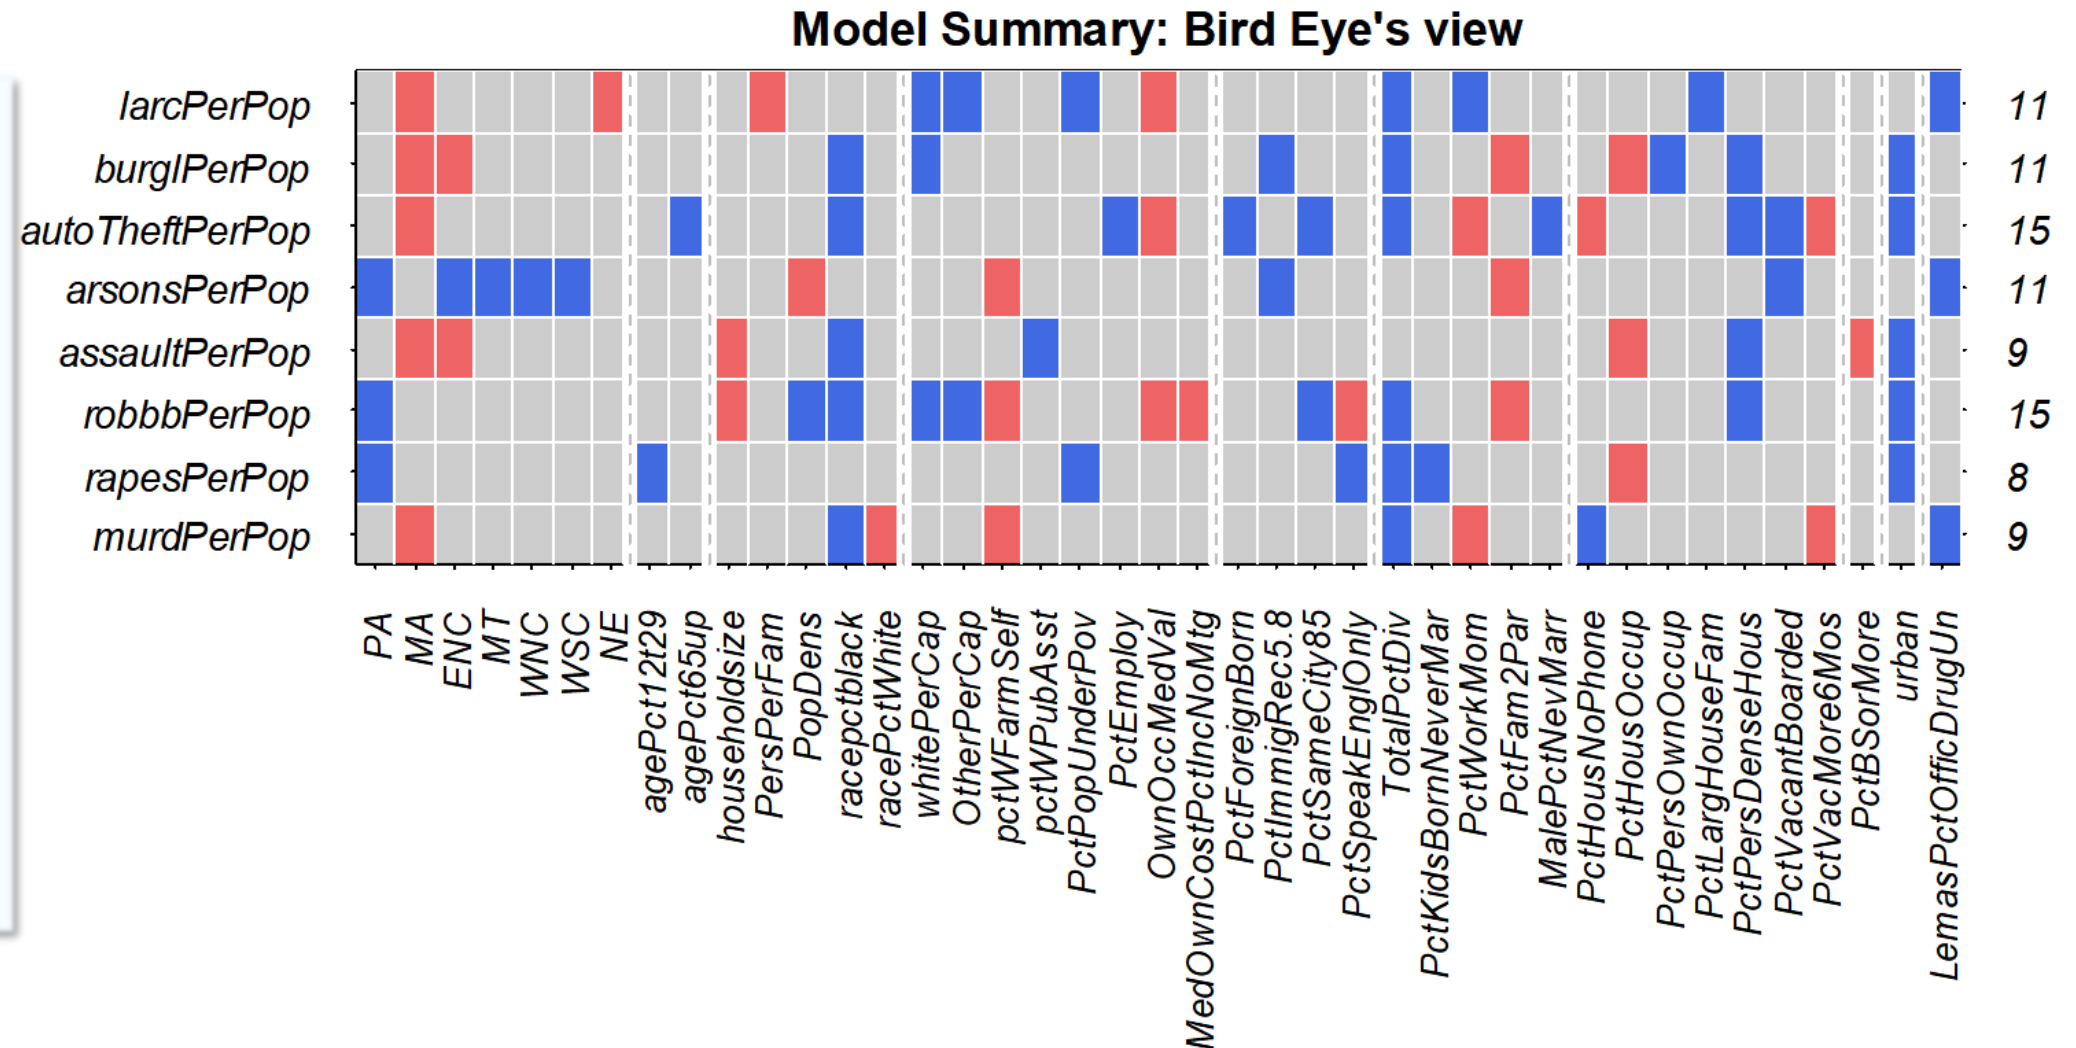 Model Summary: Bird Eye's view
larcPerPop
11
burglPerPop
11
autoTheftPerPop
15
arsonsPerPop
11
assaultPerPop
9
robbbPerPop
15
rapesPerPop
8
murdPerPop
9
PA
MA
ENC
MT
WNC
WSC
NE
agePct12t29
agePct65up
householdsize
PersPerFam
PopDens
racepctblack
racePctWhite
whitePerCap
OtherPerCap
pctWFarmSelf
pctWPubAsst
PctPopUnderPov
PctEmploy
OwnOccMedVal
MedOwnCostPctIncNoMtg
PctForeignBorn
PctImmigRec5.8
PctSameCity85
PctSpeakEnglOnly
TotalPctDiv
PctKidsBornNeverMar
PctWorkMom
PctFam2Par
MalePctNevMarr
PctHousNoPhone
PctHousOccup
PctPersOwnOccup
PctLargHouseFam
PctPersDenseHous
PctVacantBoarded
PctVacMore6Mos
PctBSorMore
urban
LemasPctOfficDrugUn